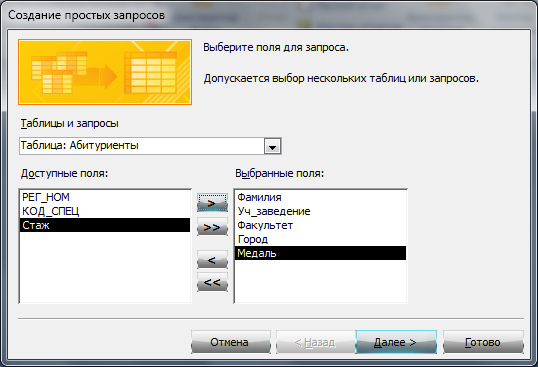 Создание простых запросов
Выберите поля для запроса.
Допускается выбор нескольких таблиц или запросов.
Таблицы и запросы
Таблица: Абитуриенты
Доступные поля:
Выбранные поля:
РЕГ_НОМ
КОД_СПЕЦ
Стаж
>
>>
<
<<
Фамилия
Уч_заведение
Факультет
Город
Медаль
Отмена
< Назад
Далее >
Готово